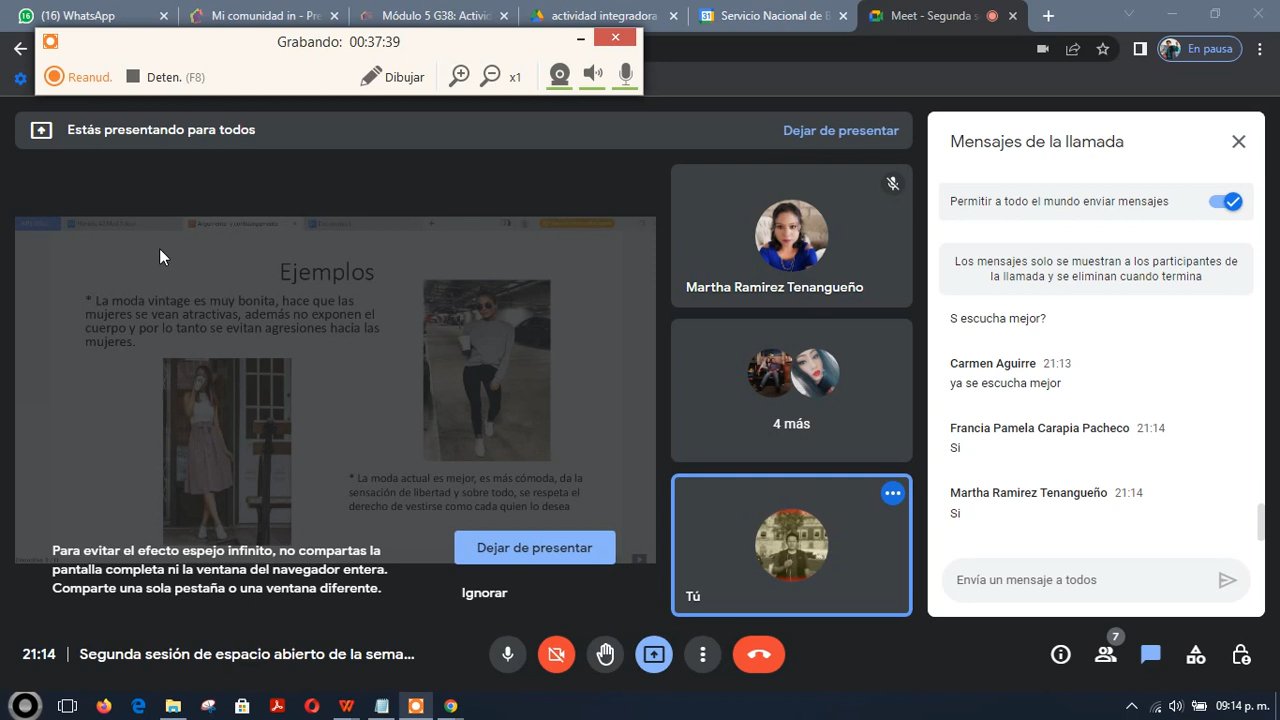 (16) WhatsApp
Mi comunidad in - Pre
Módulo 5 G38: Activid
actividad integradora
Servicio Nacional de B
Meet - Segunda s
Grabando: 00:37:39
Reanud.
Deten. (F8)
Dibujar
x1
En pausa
Estás presentando para todos
Dejar de presentar
Ejemplos
* La moda vintage es muy bonita, hace que las
mujeres se vean atractivas, además no exponen el
cuerpo y por lo tanto se evitan agresiones hacia las
mujeres.
* La moda actual es mejor, es más cómoda, da la
sensación de libertad y sobre todo, se respeta el
derecho de vestirse como cada quien lo desea
Para evitar el efecto espejo infinito, no compartas la
pantalla completa ni la ventana del navegador entera.
Comparte una sola pestaña o una ventana diferente.
Dejar de presentar
Ignorar
Martha Ramirez Tenangueño
4 más
Tú
Mensajes de la llamada
Permitir a todo el mundo enviar mensajes
Los mensajes solo se muestran a los participantes de
la llamada y se eliminan cuando termina
S escucha mejor?
Carmen Aguirre 21:13
ya se escucha mejor
Francia Pamela Carapia Pacheco 21:14
Si
Martha Ramirez Tenangueño 21:14
Si
Envía un mensaje a todos
21:14 | Segunda sesión de espacio abierto de la sema...
7
09:14 p. m.